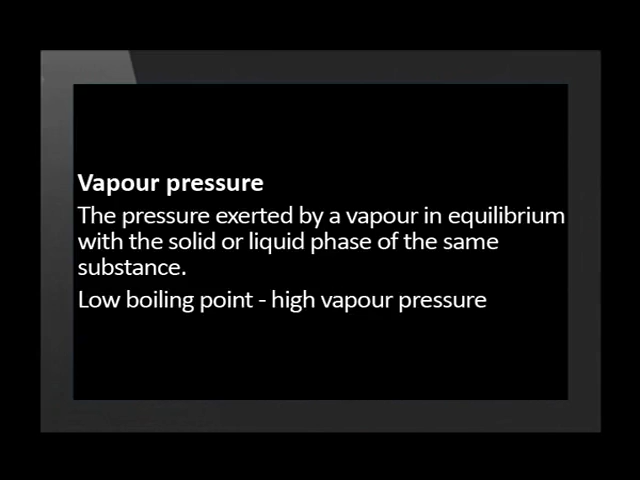 Vapour pressure
The pressure exerted by a vapour in equilibrium
with the solid or liquid phase of the same
substance.
Low boiling point - high vapour pressure